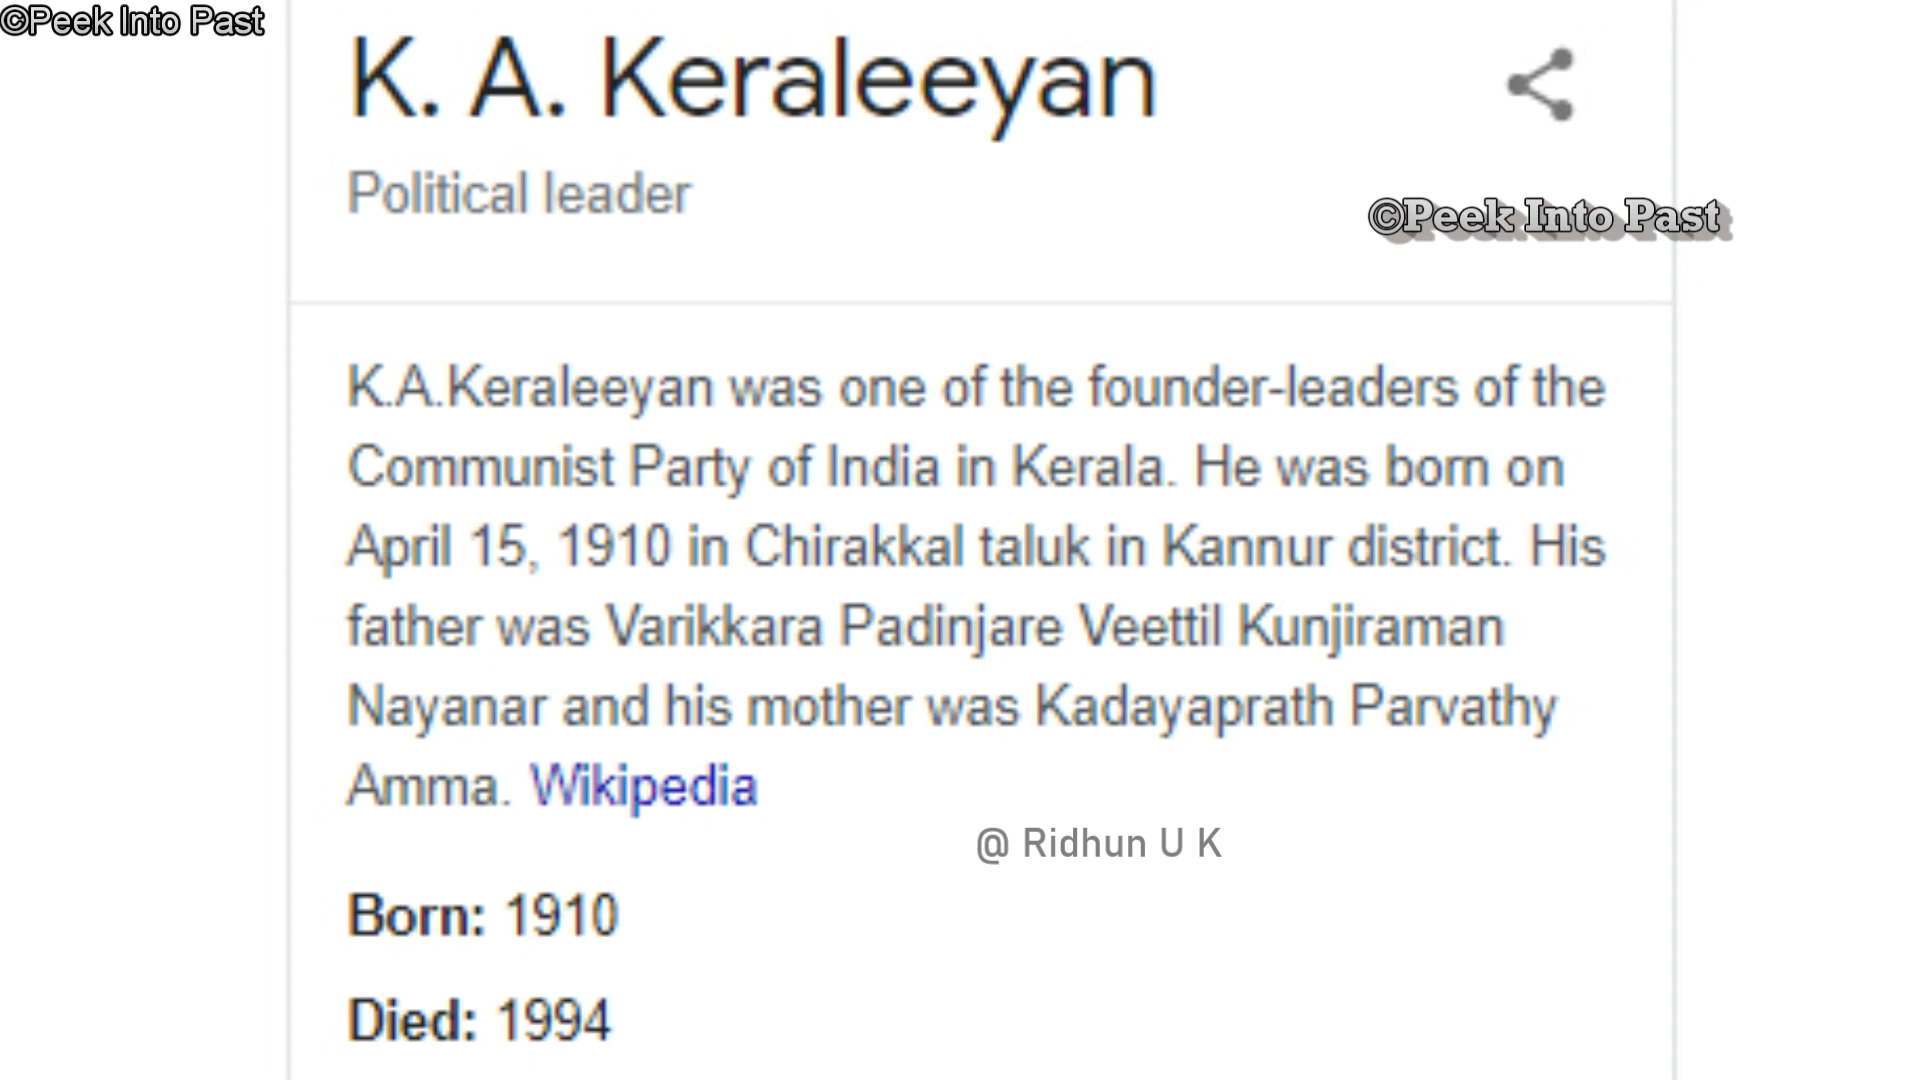 ©Peek Into Past
K. A. Keraleeyan
Political leader
©Peek Into Past
K.A.Keraleeyan was one of the founder-leaders of the
Communist Party of India in Kerala. He was born on
April 15, 1910 in Chirakkal taluk in Kannur district. His
father was Varikkara Padinjare Veettil Kunjiraman
Nayanar and his mother was Kadayaprath Parvathy
Amma. Wikipedia
@ Ridhun U K
Born: 1910
Died: 1994